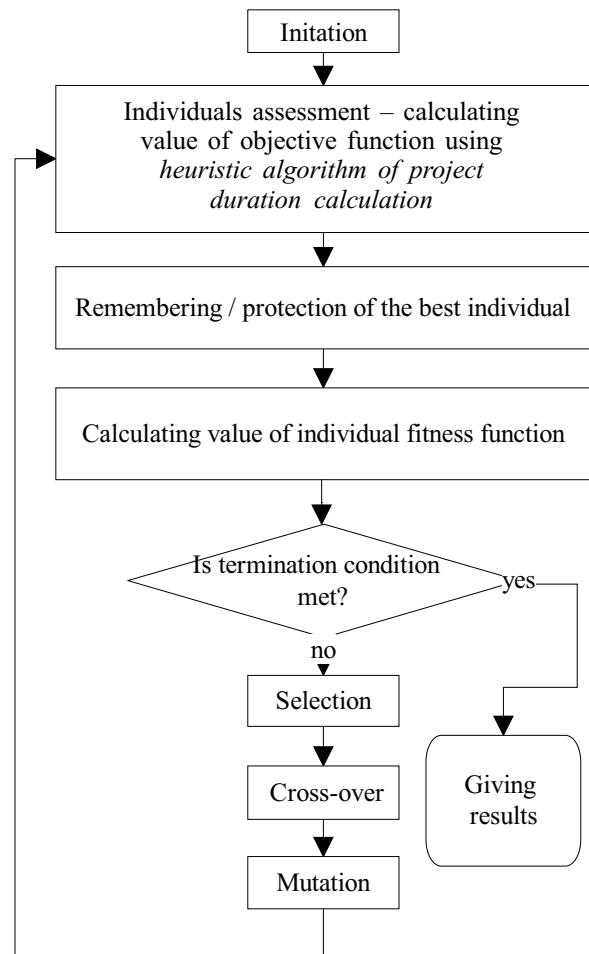 Initation
Individuals assessment – calculating
value of objective function using
heuristic algorithm of project
duration calculation
Remembering / protection of the best individual
Calculating value of individual fitness function
Is termination condition
met?
yes
no
Selection
Cross-over
Mutation
Giving
results